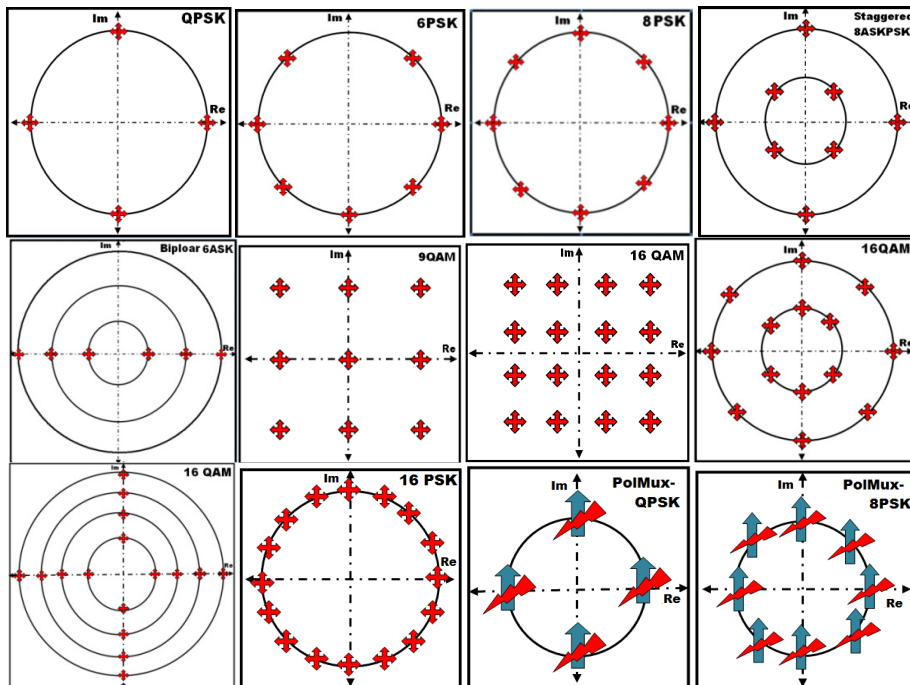 QPSK
Im
Re
6PSK
Im
Re
8PSK
Im
Re
Staggered
8ASKPSK
Im
Re
Biploar 6ASK
Im
Re
9QAM
Im
Re
16 QAM
Im
Re
16QAM
Im
Re
16 QAM
Im
Re
16 PSK
Im
Re
PolMux-
QPSK
Im
Re
PolMux-
8PSK
Im
Re